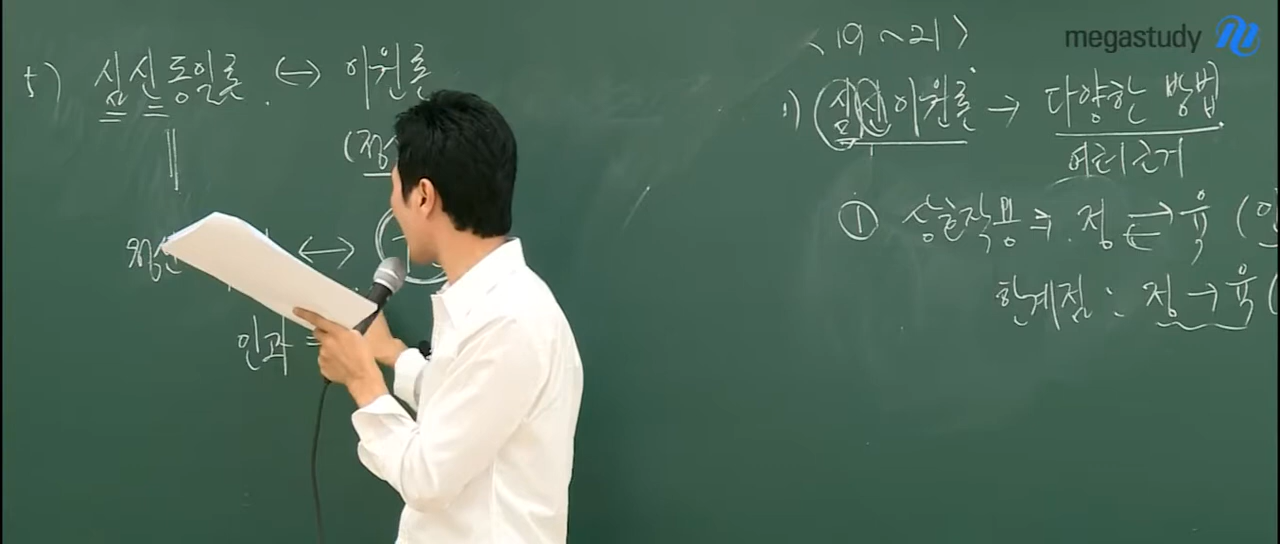 megastudy
5) 심신동일론 ↔ 이원론
(정
↔
인과 =
<19~21>
1) 심신이원론 → 다양한 방법
여러 근거
① 상호작용 ⇒ 정 ⇄ 육 (인
한계점 : 정 → 육 (